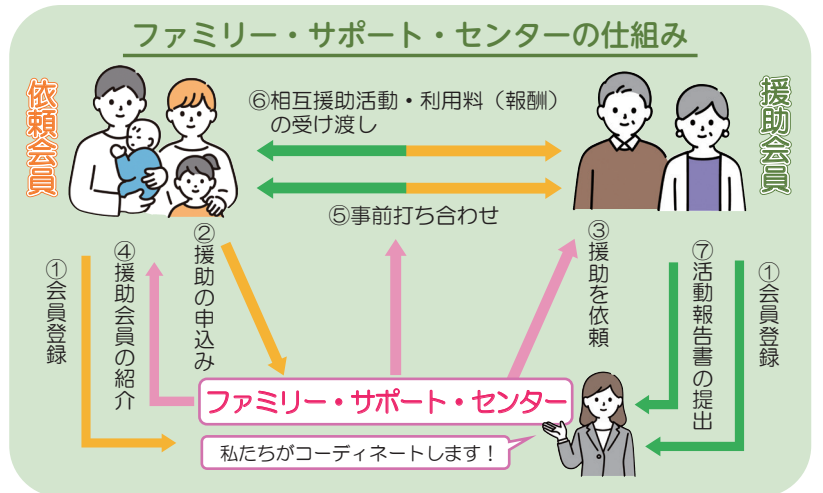 ファミリー・サポート・センターの仕組み
依頼会員
援助会員
⑥相互援助活動・利用料（報酬）
の受け渡し
⑤事前打ち合わせ
①会員登録
④援助会員の紹介
②援助の申込み
③援助を依頼
⑦活動報告書の提出
①会員登録
ファミリー・サポート・センター
私たちがコーディネートします！